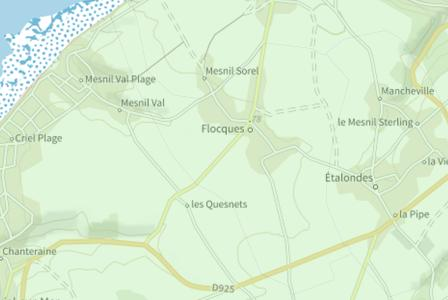 Mesnil Sorel
Mesnil Val Plage
Mancheville
Mesnil Val
78
le Mesnil Sterling
Flocques
Criel Plage
Étalondes
les Quesnets
la Pipe
Chanteraine
D925